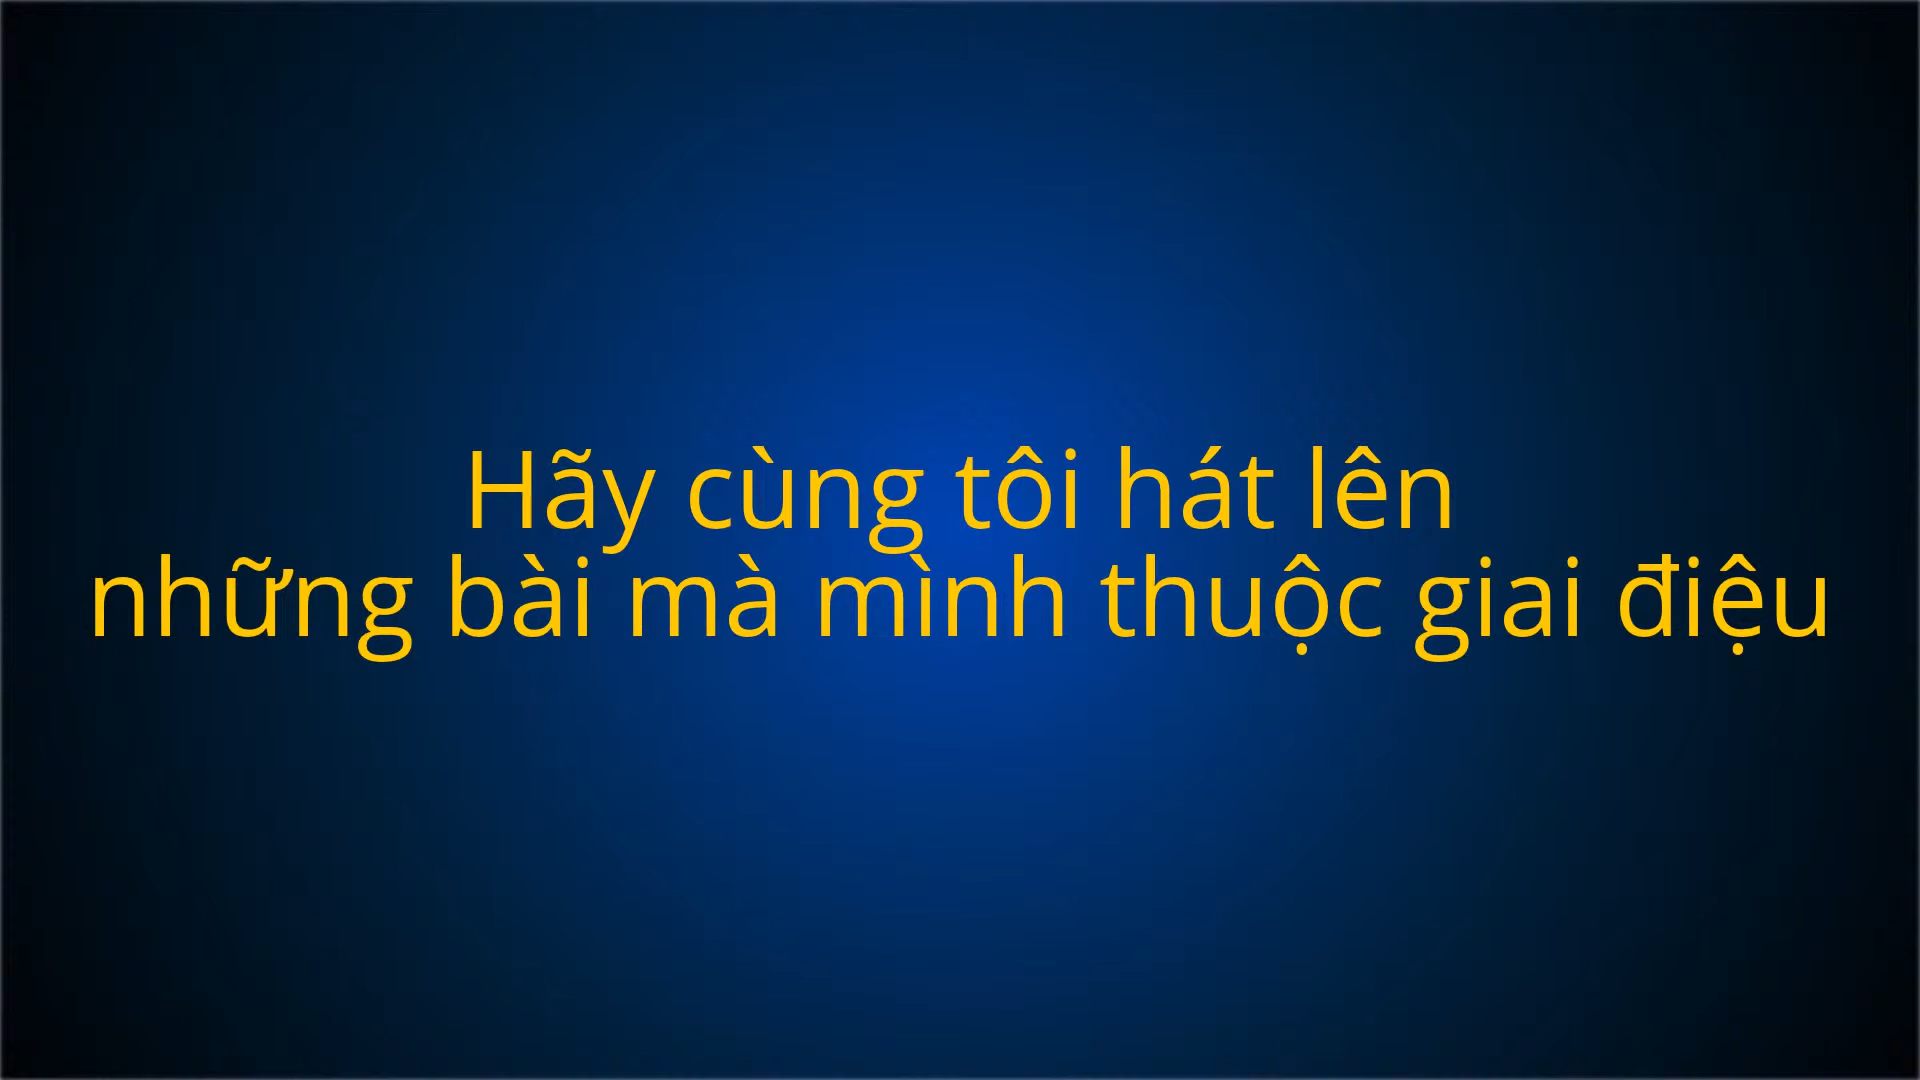 Hãy cùng tôi hát lên
những bài mà mình thuộc giai điệu